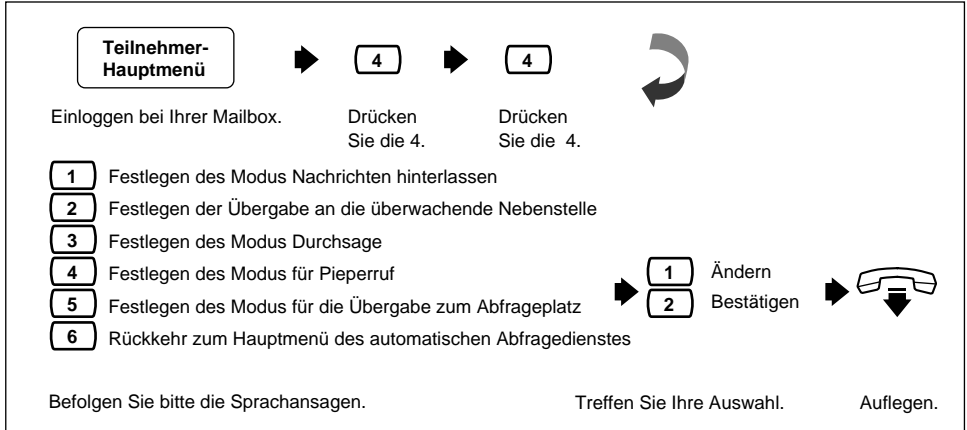 Teilnehmer-
Hauptmenü
4
4
Einloggen bei Ihrer Mailbox.
Drücken
Sie die 4.
Drücken
Sie die 4.
1 Festlegen des Modus Nachrichten hinterlassen
2 Festlegen der Übergabe an die überwachende Nebenstelle
3 Festlegen des Modus Durchsage
4 Festlegen des Modus für Pieperruf
5 Festlegen des Modus für die Übergabe zum Abfrageplatz
6 Rückkehr zum Hauptmenü des automatischen Abfragedienstes
1 Ändern
2 Bestätigen
Befolgen Sie bitte die Sprachansagen.
Treffen Sie Ihre Auswahl.
Auflegen.